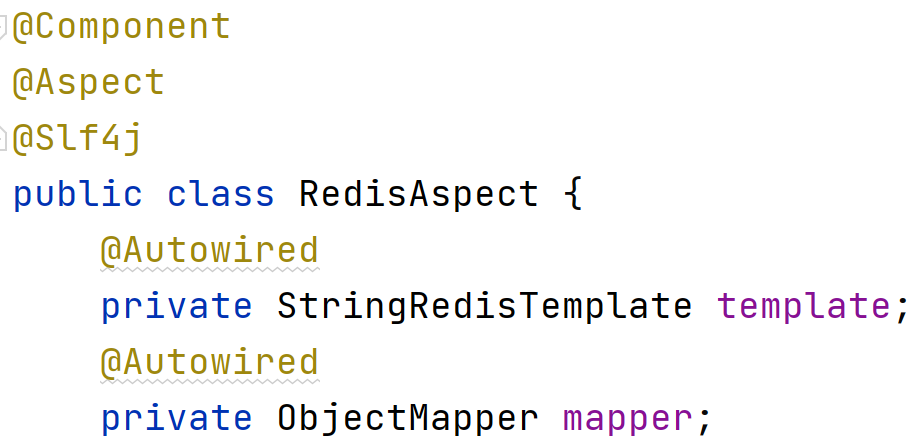 @Component
@Aspect
@Slf4j
public class RedisAspect {
@Autowired
private StringRedisTemplate template;
@Autowired
private ObjectMapper mapper;